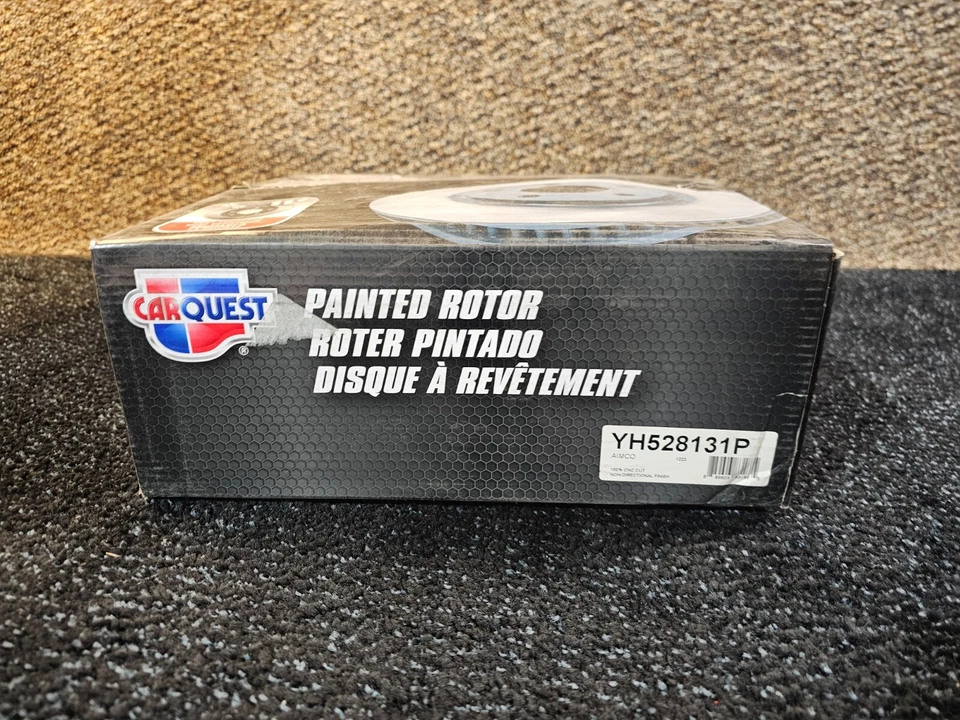 CARQUEST
®
PAINTED ROTOR
ROTER PINTADO
DISQUE À REVÊTEMENT
YH528131P
AIMCO
100% CNC CUT
NON-DIRECTIONAL FINISH